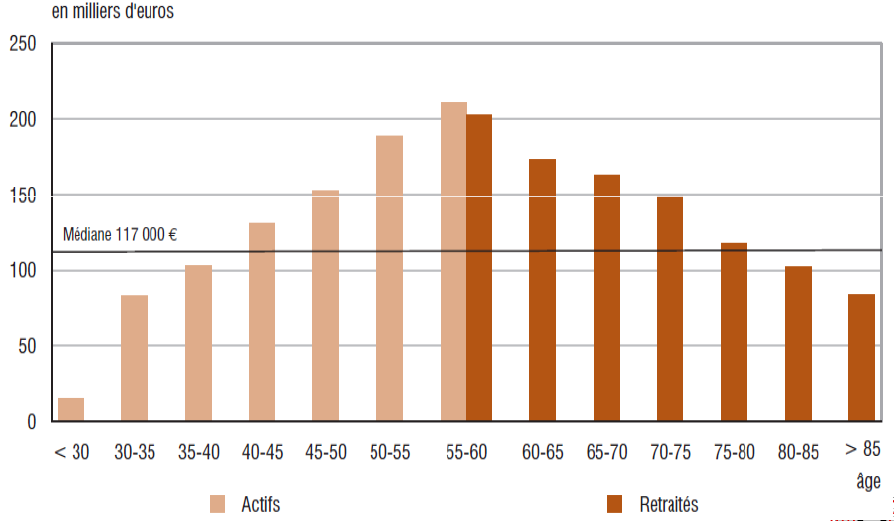 en milliers d'euros
250
200
150
Médiane 117 000 €
100
50
0
< 30 30-35 35-40 40-45 45-50 50-55 55-60 60-65 65-70 70-75 75-80 80-85 > 85
âge
Actifs Retraités